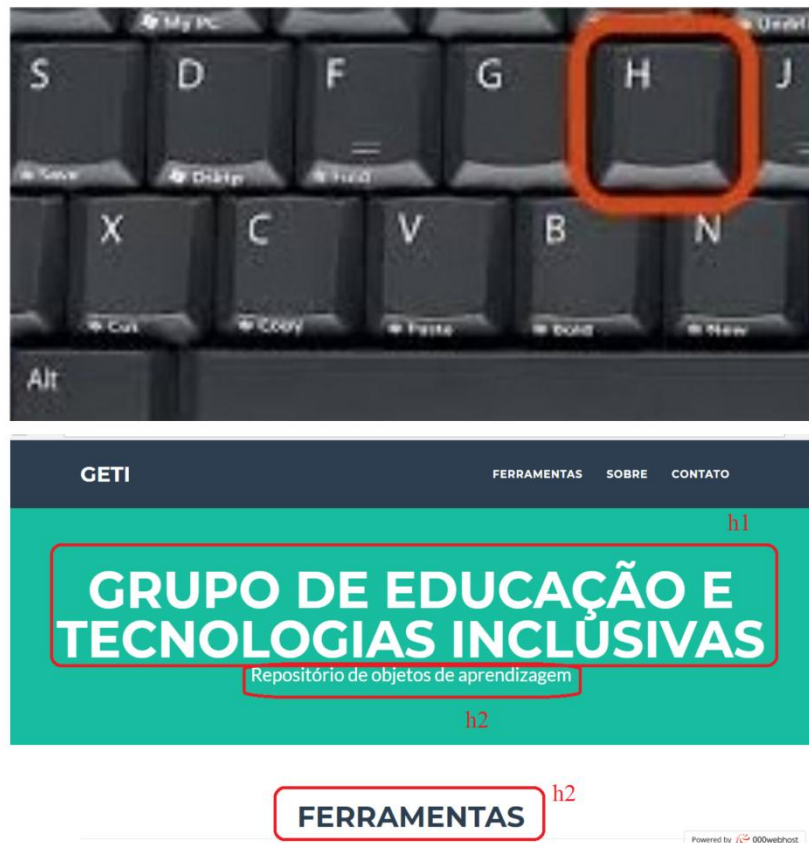 My PC
Undo
S D F G H J
Save Desktop Find
X C V B N
Cut Copy Paste Bold New
Alt
GETI FERRAMENTAS SOBRE CONTATO
h1
GRUPO DE EDUCAÇÃO E
TECNOLOGIAS INCLUSIVAS
Repositório de objetos de aprendizagem
h2
h2
FERRAMENTAS
Powered by 000webhost